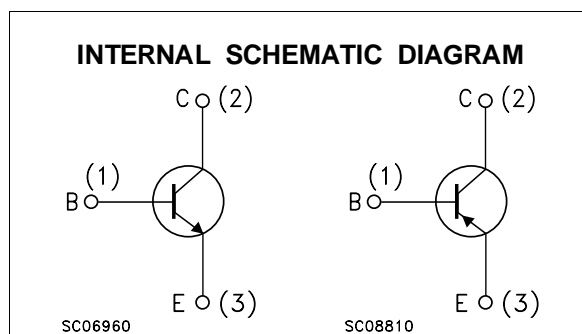 INTERNAL SCHEMATIC DIAGRAM
C (2) C (2)
(1) (1)
B B
E (3) E (3)
SC06960 SC08810